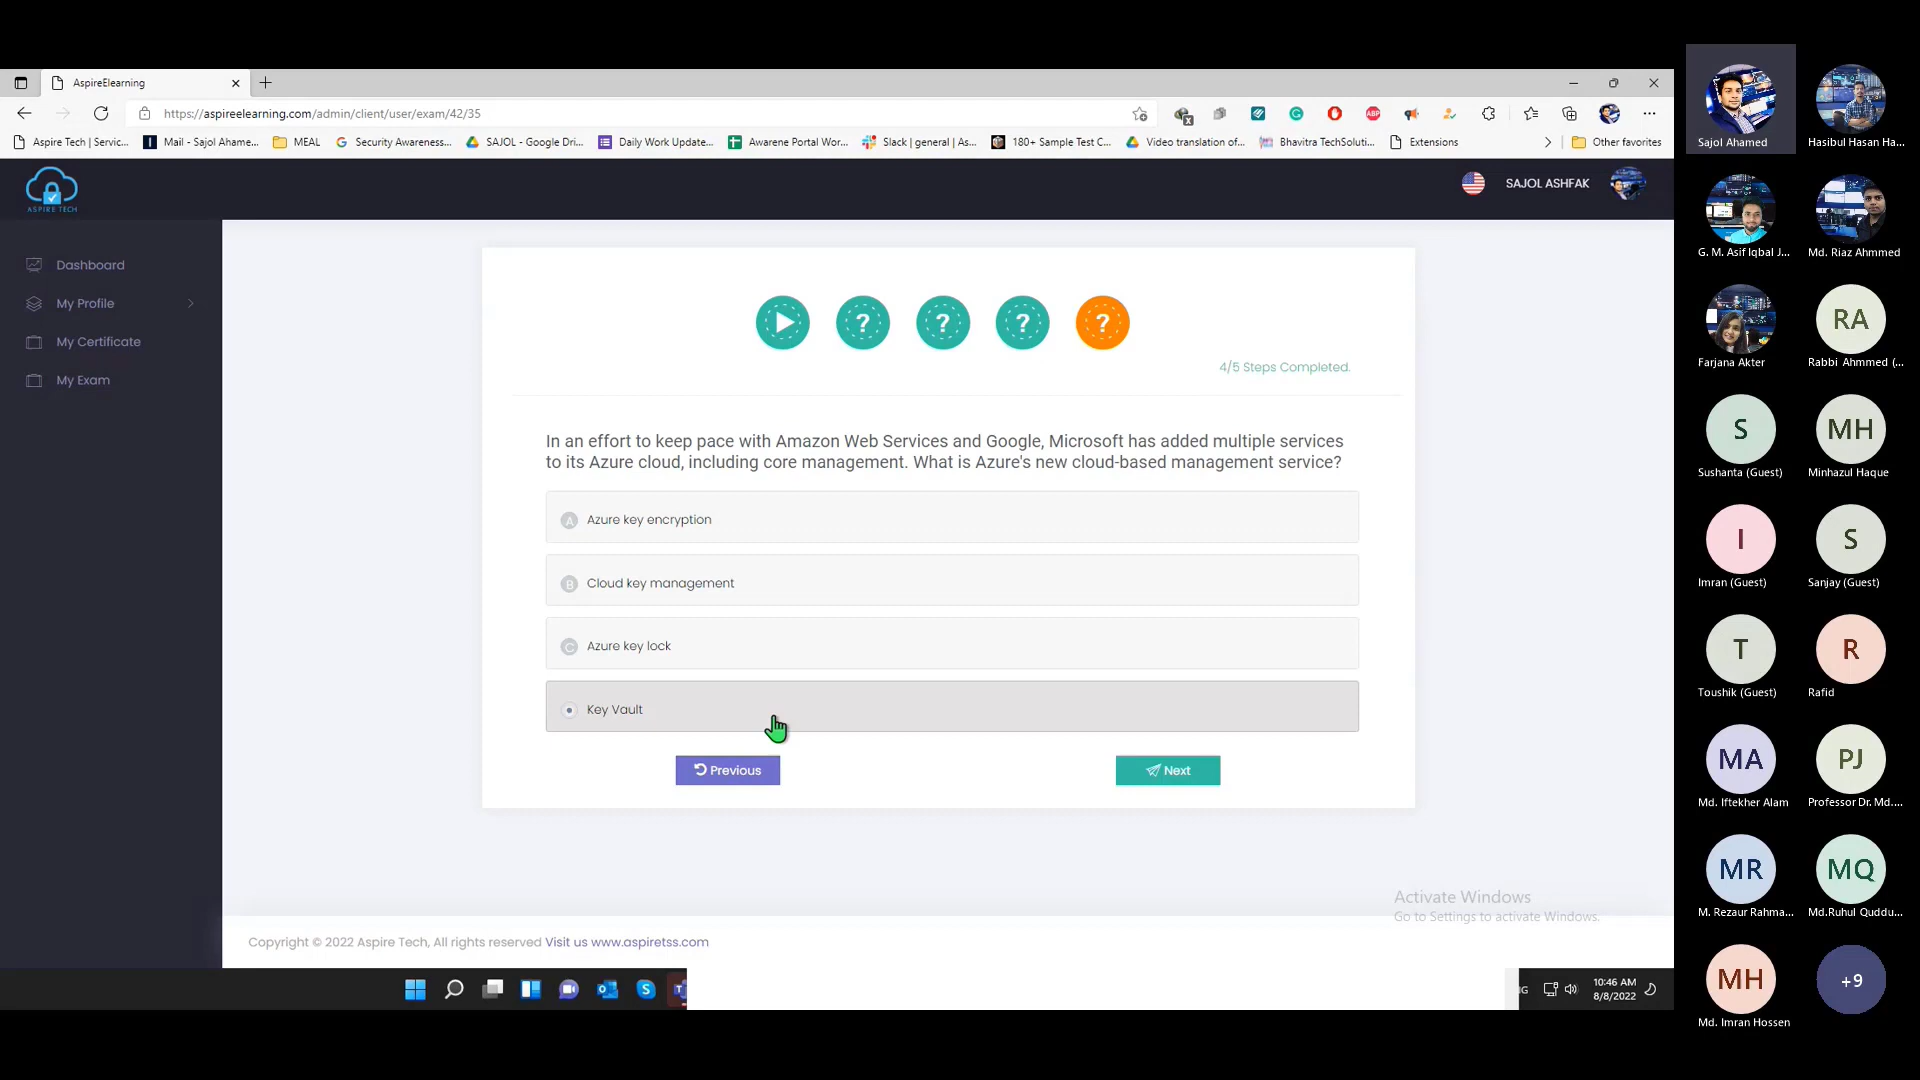 AspireElearning
https://aspireelearning.com/admin/client/user/exam/42/35
Aspire Tech | Servic...
Mail - Sajol Ahame...
MEAL
Security Awareness...
SAJOL - Google Dri...
Daily Work Update...
Awarene Portal Wor...
Slack | general | As...
180+ Sample Test C...
Video translation of...
Bhavitra TechSoluti...
Extensions
Other favorites
ASPIRE TECH
SAJOL ASHFAK
Dashboard
My Profile
My Certificate
My Exam
4/5 Steps Completed.
In an effort to keep pace with Amazon Web Services and Google, Microsoft has added multiple services
to its Azure cloud, including core management. What is Azure's new cloud-based management service?
A Azure key encryption
B Cloud key management
C Azure key lock
Key Vault
Previous
Next
Activate Windows
Go to Settings to activate Windows.
Copyright © 2022 Aspire Tech, All rights reserved Visit us www.aspiretss.com
10:46 AM
8/8/2022
Sajol Ahamed
Hasibul Hasan Ha...
G. M. Asif Iqbal J...
Md. Riaz Ahmmed
Farjana Akter
RA
Rabbi Ahmmed (...
S
Sushanta (Guest)
MH
Minhazul Haque
I
Imran (Guest)
S
Sanjay (Guest)
T
Toushik (Guest)
R
Rafid
MA
Md. Iftekher Alam
PJ
Professor Dr. Md....
MR
M. Rezaur Rahma...
MQ
Md.Ruhul Quddu...
MH
Md. Imran Hossen
+9